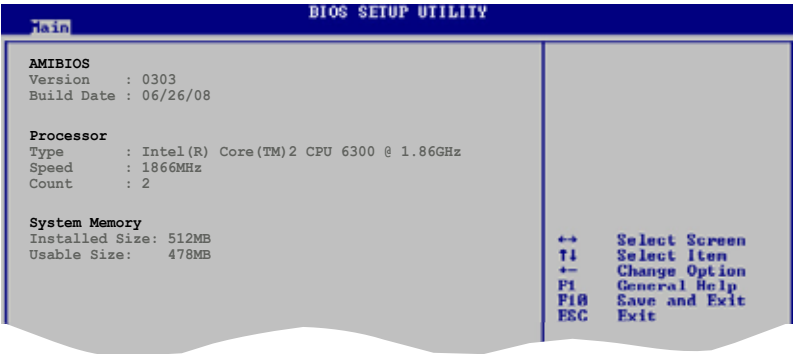 BIOS SETUP UTILITY
Main
AMIBIOS
Version : 0303
Build Date : 06/26/08
Processor
Type : Intel(R) Core(TM)2 CPU 6300 @ 1.86GHz
Speed : 1866MHz
Count : 2
System Memory
Installed Size: 512MB
Usable Size: 478MB
←→ Select Screen
↑↓ Select Item
+- Change Option
F1 General Help
F10 Save and Exit
ESC Exit